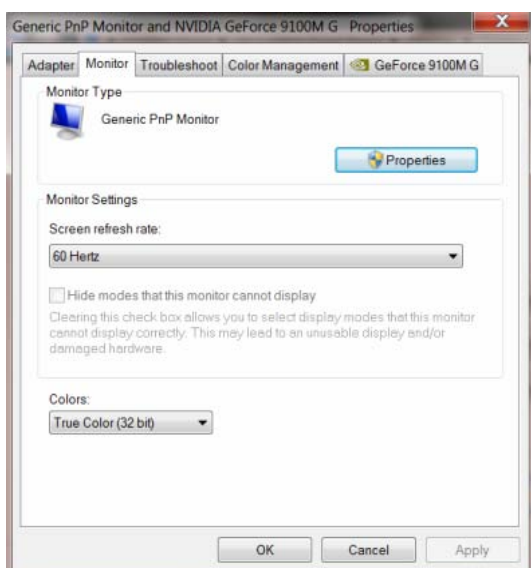 Generic PnP Monitor and NVIDIA GeForce 9100M G Properties
Adapter Monitor Troubleshoot Color Management GeForce 9100M G
Monitor Type
Generic PnP Monitor
Properties
Monitor Settings
Screen refresh rate:
60 Hertz
Hide modes that this monitor cannot display
Clearing this check box allows you to select display modes that this monitor
cannot display correctly. This may lead to an unusable display and/or
damaged hardware.
Colors:
True Color (32 bit)
OK Cancel Apply